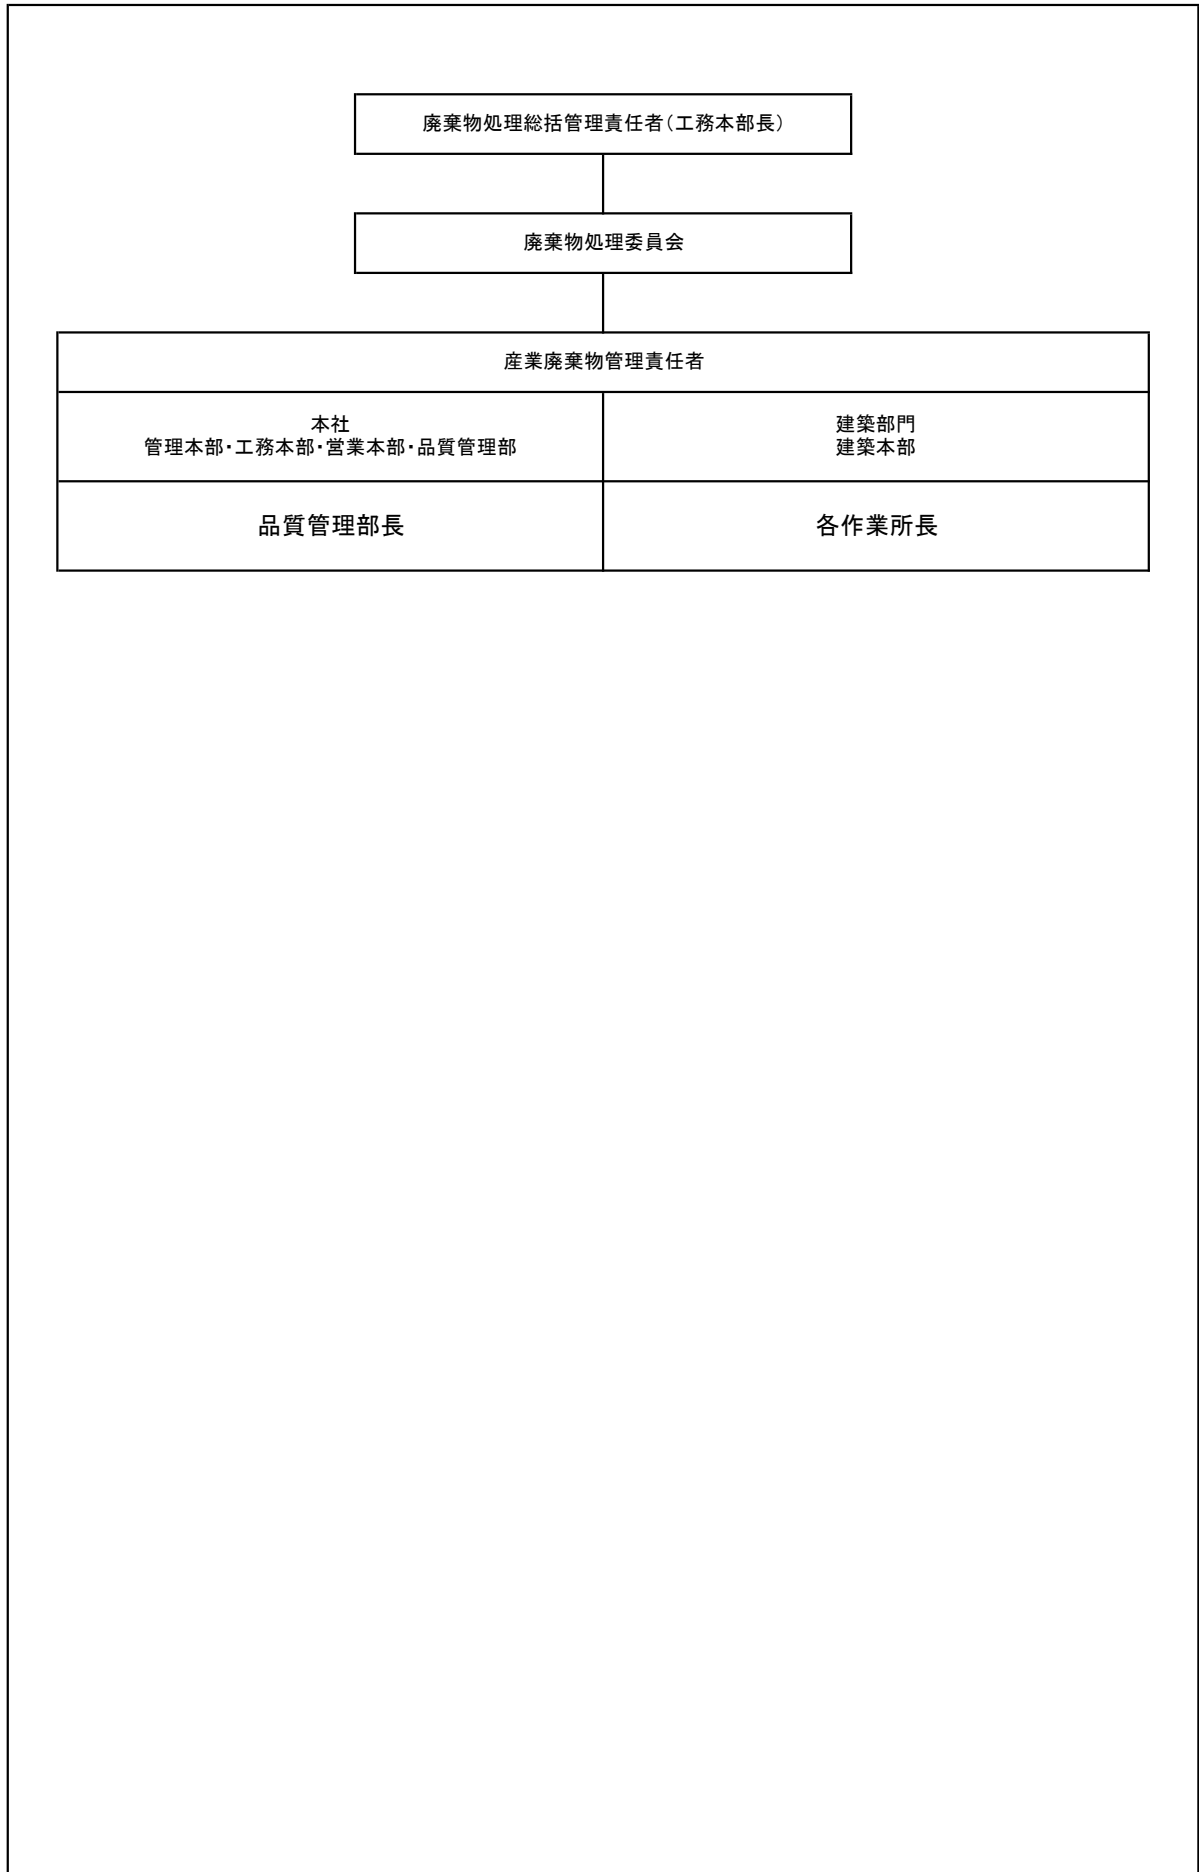 廃棄物処理総括管理責任者(工務本部長)
廃棄物処理委員会
産業廃棄物管理責任者
本社
管理本部・工務本部・営業本部・品質管理部
建築部門
建築本部
品質管理部長
各作業所長